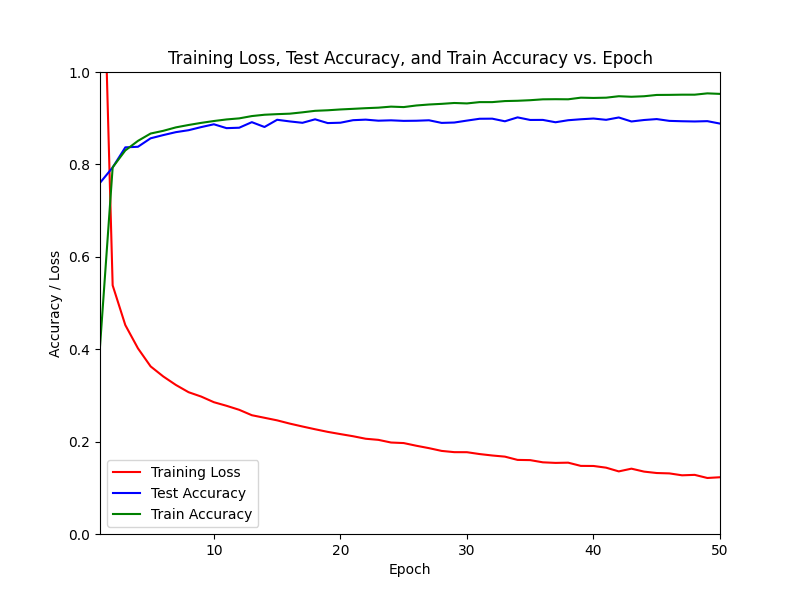 Training Loss, Test Accuracy, and Train Accuracy vs. Epoch
1.0
0.8
0.6
0.4
0.2
0.0
Accuracy / Loss
Training Loss
Test Accuracy
Train Accuracy
10 20 30 40 50
Epoch